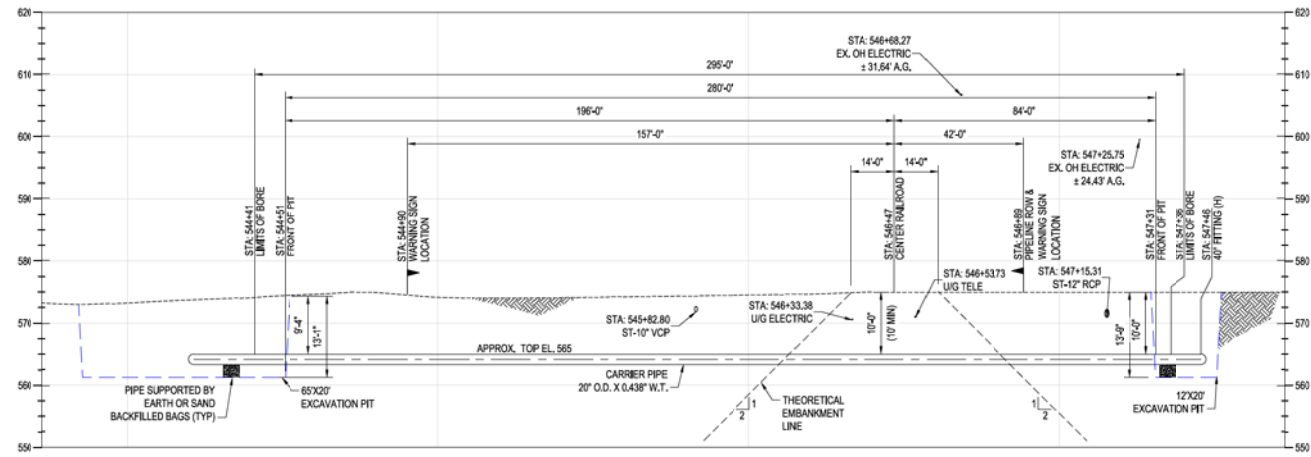 620
610
600
590
580
570
560
550
620
610
600
590
580
570
560
550
STA: 546+68.27
EX. OH ELECTRIC
± 31.64' A.G.
295'-0"
280'-0"
196'-0"
84'-0"
157'-0"
42'-0"
14'-0"
14'-0"
STA: 547+25.75
EX. OH ELECTRIC
± 24.43' A.G.
STA: 544+41
LIMITS OF BORE
STA: 544+51
FRONT OF PIT
STA: 544+90
WARNING SIGN
LOCATION
STA: 546+47
CENTER RAILROAD
STA: 546+89
PIPELINE ROW &
WARNING SIGN
LOCATION
STA: 547+31
FRONT OF PIT
STA: 547+36
LIMITS OF BORE
STA: 547+46
40° FITTING (H)
STA: 546+53.73
U/G TELE
STA: 547+15.31
ST-12" RCP
STA: 545+82.80
ST-10" VCP
STA: 546+33.38
U/G ELECTRIC
9'-4"
13'-1"
10'-0"
(10' MIN)
13'-9"
10'-0"
APPROX. TOP EL. 565
CARRIER PIPE
20" O.D. X 0.438" W.T.
PIPE SUPPORTED BY
EARTH OR SAND
BACKFILLED BAGS (TYP)
65'X20'
EXCAVATION PIT
THEORETICAL
EMBANKMENT
LINE
1
2
1
2
12'X20'
EXCAVATION PIT